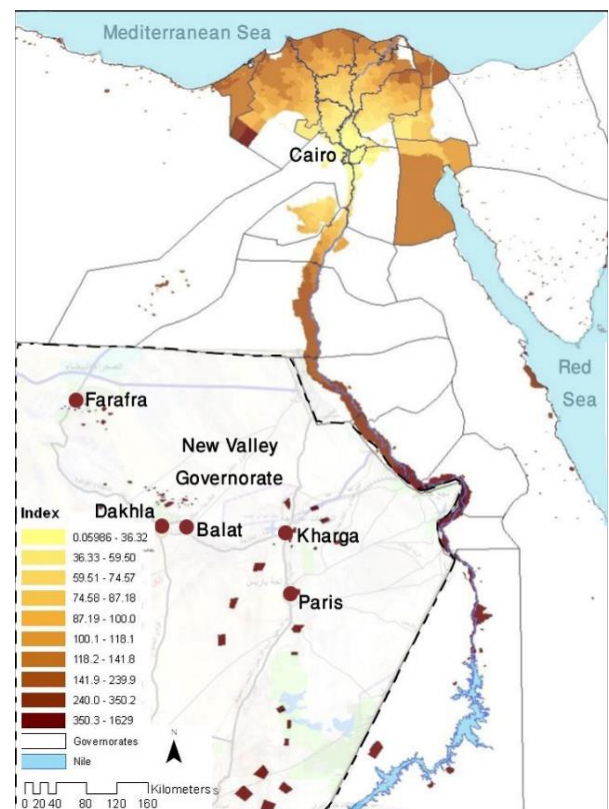 Mediterranean Sea
Cairo
Red
Sea
Farafra
New Valley
Governorate
Dakhla
Balat
Kharga
Paris
Index
0.05986 - 36.32
36.33 - 59.50
59.51 - 74.57
74.58 - 87.18
87.19 - 100.0
100.1 - 118.1
118.2 - 141.8
141.9 - 239.9
240.0 - 350.2
350.3 - 1629
Governorates
Nile
N
Kilometers
0 20 40 80 120 160